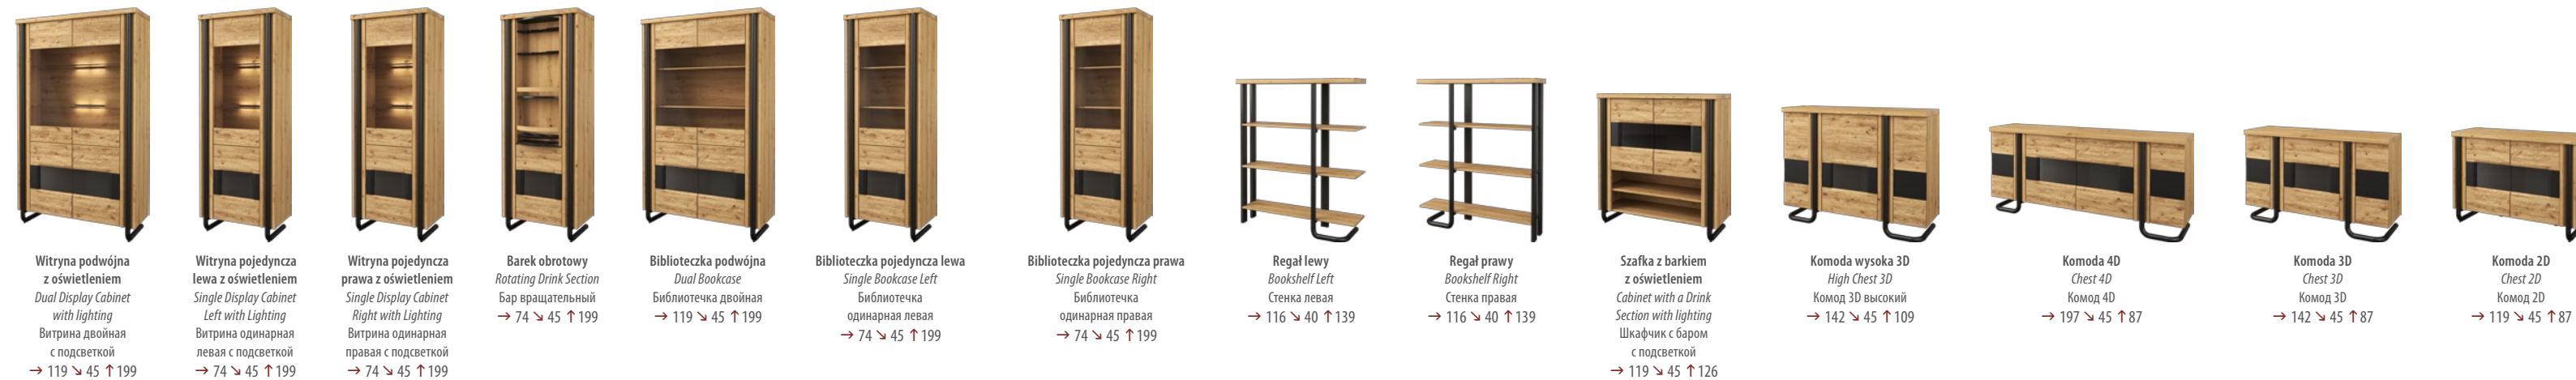 Witryna podwójna
z oświetleniem
Dual Display Cabinet
with lighting
Витрина двойная
с подсветкой
→ 119 ↘ 45 ↑ 199
Witryna pojedyncza
lewa z oświetleniem
Single Display Cabinet
Left with Lighting
Витрина одинарная
левая с подсветкой
→ 74 ↘ 45 ↑ 199
Witryna pojedyncza
prawa z oświetleniem
Single Display Cabinet
Right with Lighting
Витрина одинарная
правая с подсветкой
→ 74 ↘ 45 ↑ 199
Barek obrotowy
Rotating Drink Section
Бар вращательный
→ 74 ↘ 45 ↑ 199
Biblioteczka podwójna
Dual Bookcase
Библиотечка двойная
→ 119 ↘ 45 ↑ 199
Biblioteczka pojedyncza lewa
Single Bookcase Left
Библиотечка
одинарная левая
→ 74 ↘ 45 ↑ 199
Biblioteczka pojedyncza prawa
Single Bookcase Right
Библиотечка
одинарная правая
→ 74 ↘ 45 ↑ 199
Regał lewy
Bookshelf Left
Стенка левая
→ 116 ↘ 40 ↑ 139
Regał prawy
Bookshelf Right
Стенка правая
→ 116 ↘ 40 ↑ 139
Szafka z barkiem
z oświetleniem
Cabinet with a Drink
Section with lighting
Шкафчик с баром
с подсветкой
→ 119 ↘ 45 ↑ 126
Komoda wysoka 3D
High Chest 3D
Комод 3D высокий
→ 142 ↘ 45 ↑ 109
Komoda 4D
Chest 4D
Комод 4D
→ 197 ↘ 45 ↑ 87
Komoda 3D
Chest 3D
Комод 3D
→ 142 ↘ 45 ↑ 87
Komoda 2D
Chest 2D
Комод 2D
→ 119 ↘ 45 ↑ 87